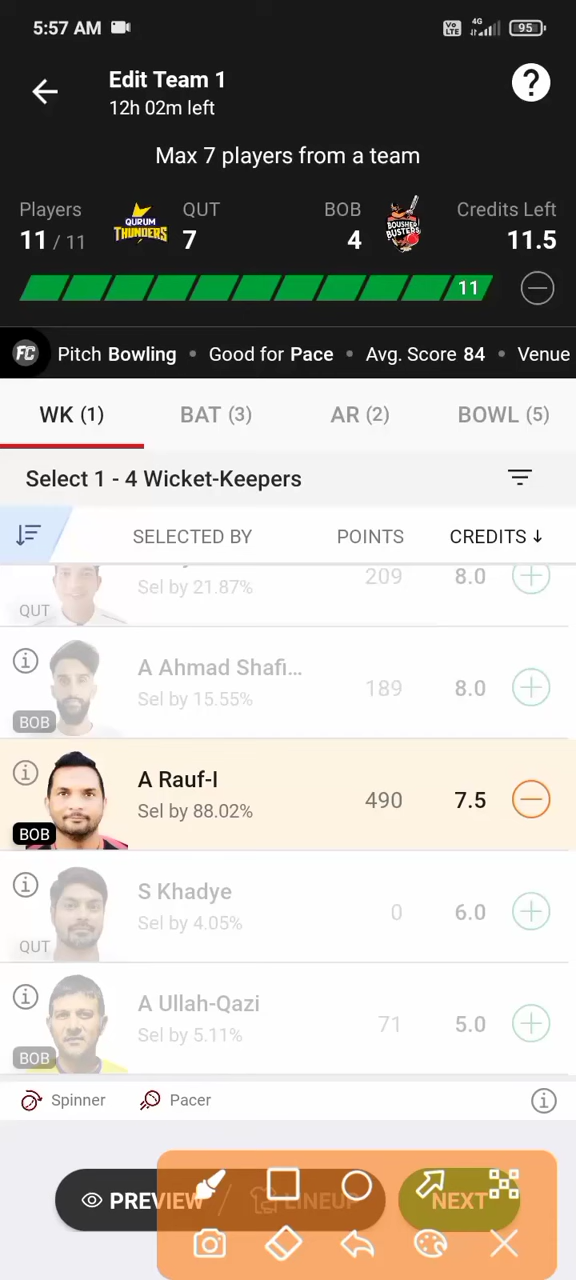 5:57 AM
Vo LTE 4G 95
Edit Team 1
12h 02m left
?
Max 7 players from a team
Players QUT BOB Credits Left
QURUM THUNDERS
BOUSHER BUSTERS
11 / 11 7 4 11.5
11
FC Pitch Bowling • Good for Pace • Avg. Score 84 • Venue
WK (1) BAT (3) AR (2) BOWL (5)
Select 1 - 4 Wicket-Keepers
SELECTED BY POINTS CREDITS ↓
Sel by 21.87% 209 8.0
QUT
A Ahmad Shafi...
Sel by 15.55% 189 8.0
BOB
A Rauf-I
Sel by 88.02% 490 7.5
BOB
S Khadye
Sel by 4.05% 0 6.0
QUT
A Ullah-Qazi
Sel by 5.11% 71 5.0
BOB
Spinner Pacer
PREVIEW / LINEUP NEXT